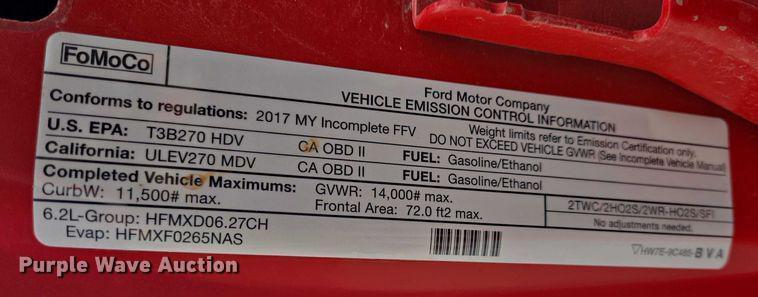 FoMoCo
Ford Motor Company
VEHICLE EMISSION CONTROL INFORMATION
Conforms to regulations: 2017 MY Incomplete FFV
Weight limits refer to Emission Certification only.
DO NOT EXCEED VEHICLE GVWR (See Incomplete Vehicle Manual)
U.S. EPA: T3B270 HDV CA OBD II FUEL: Gasoline/Ethanol
California: ULEV270 MDV CA OBD II FUEL: Gasoline/Ethanol
Completed Vehicle Maximums: GVWR: 14,000# max.
CurbW: 11,500# max. Frontal Area: 72.0 ft2 max.
2TWC/2HO2S/2WR-HO2S/SFI
No adjustments needed.
6.2L-Group: HFMXD06.27CH
Evap: HFMXF0265NAS
HW7E-9C485-BVA
Purple Wave Auction